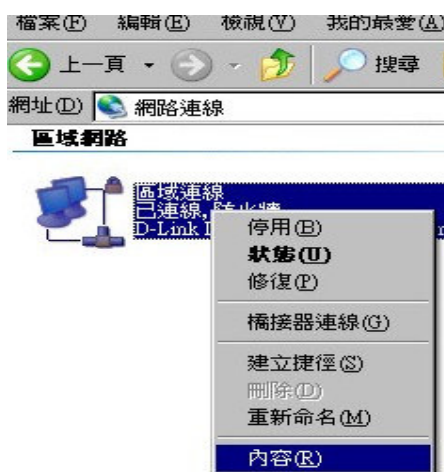 檔案(F) 編輯(E) 檢視(V) 我的最愛(A)
上一頁 搜尋
網址(D) 網路連線
區域網路
區域連線
已連線, 防火牆
D-Link
停用(B)
狀態(U)
修復(P)
橋接器連線(G)
建立捷徑(S)
刪除(D)
重新命名(M)
內容(R)